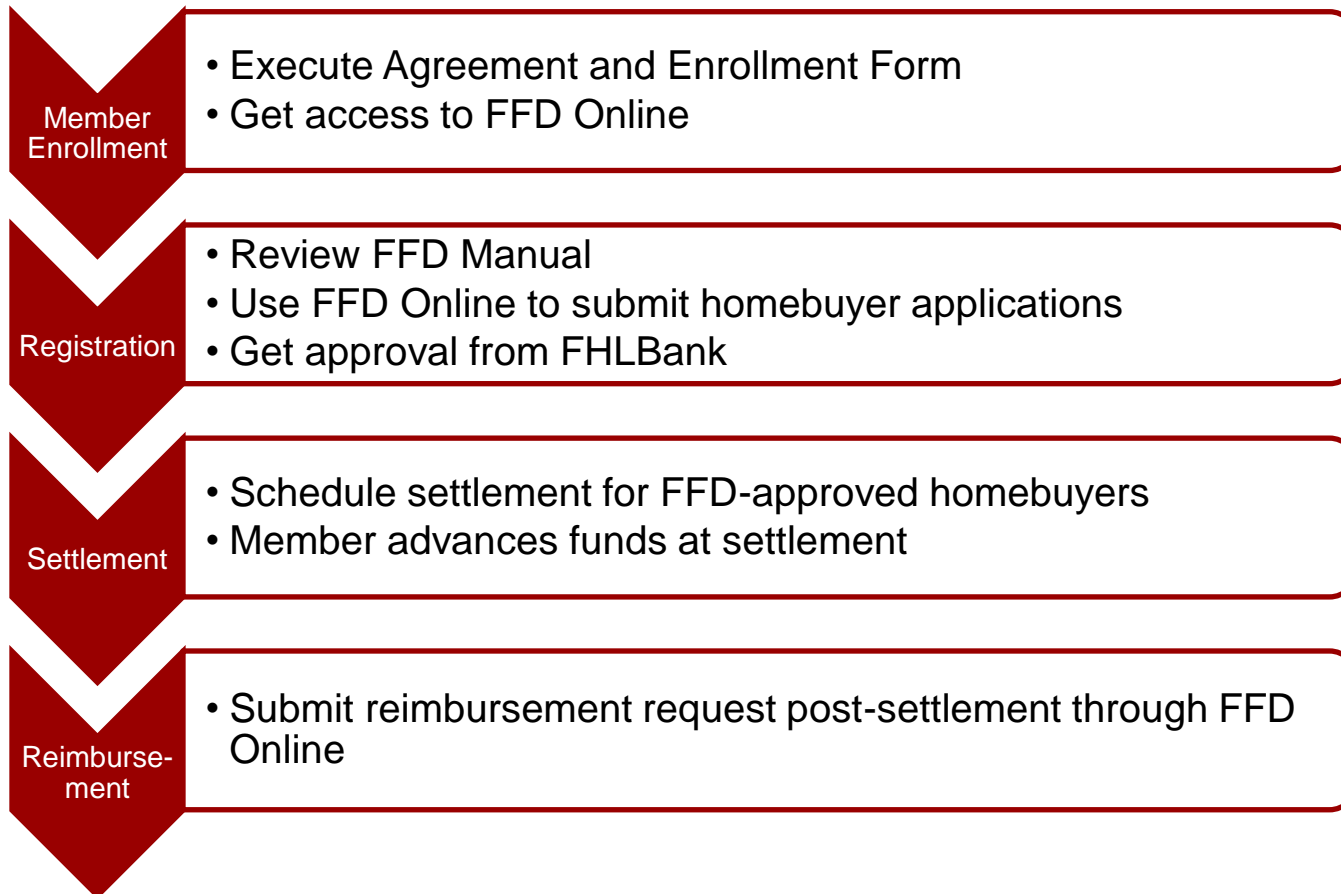 Member
Enrollment
• Execute Agreement and Enrollment Form
• Get access to FFD Online
Registration
• Review FFD Manual
• Use FFD Online to submit homebuyer applications
• Get approval from FHLBank
Settlement
• Schedule settlement for FFD-approved homebuyers
• Member advances funds at settlement
Reimburse-
ment
• Submit reimbursement request post-settlement through FFD
Online